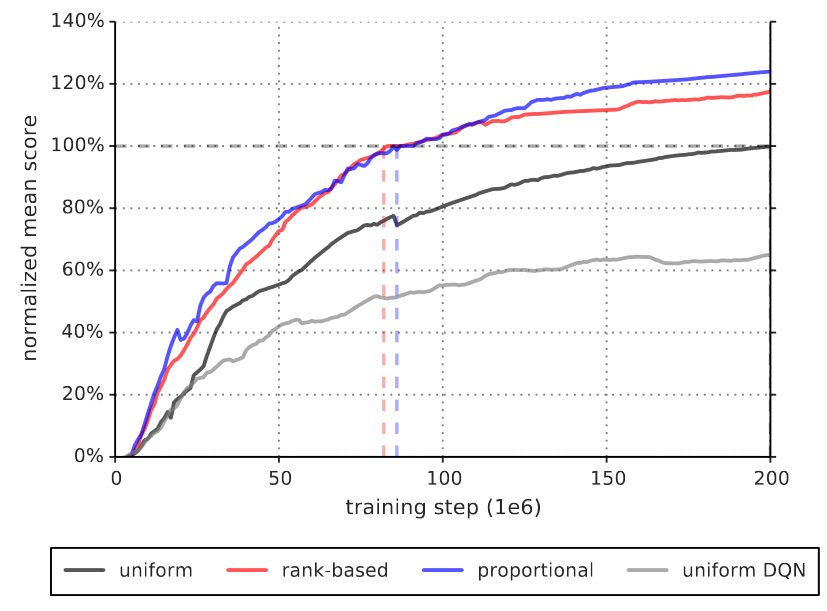 140%
120%
100%
80%
60%
40%
20%
0%
normalized mean score
0 50 100 150 200
training step (1e6)
uniform rank-based proportional uniform DQN